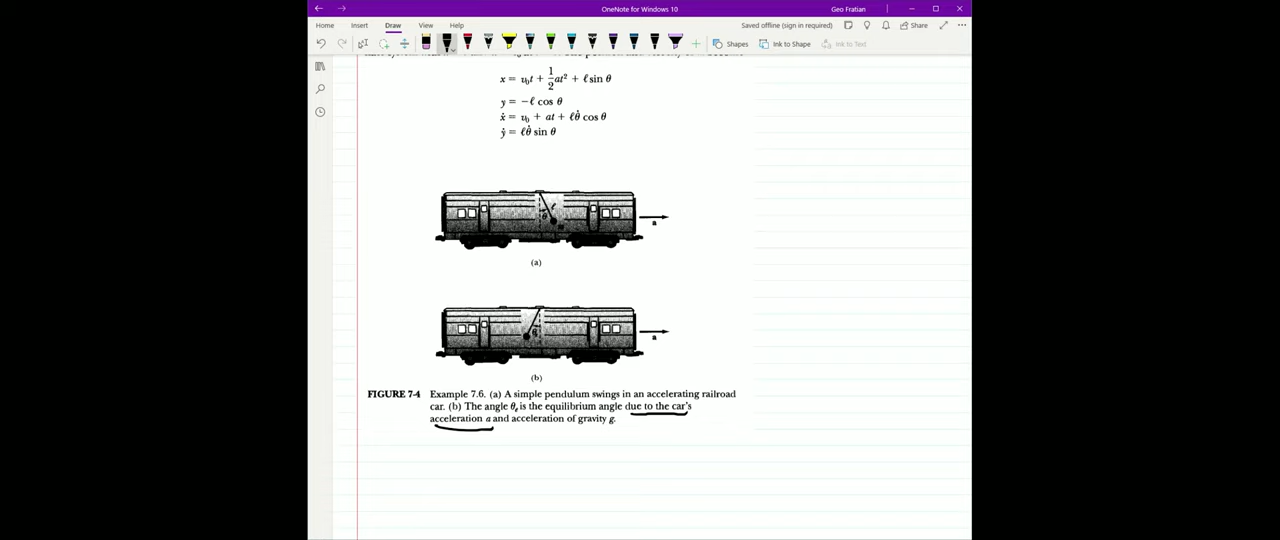 OneNote for Windows 10
Geo Fratian
Home Insert Draw View Help
Saved offline (sign in required)
Share
Shapes
Ink to Shape
Ink to Text
x = v₀t + 1/2 at² + ℓ sin θ
y = −ℓ cos θ
ẋ = v₀ + at + ℓθ̇ cos θ
ẏ = ℓθ̇ sin θ
ℓ
θ
a
(a)
θ
a
(b)
FIGURE 7-4 Example 7.6. (a) A simple pendulum swings in an accelerating railroad
car. (b) The angle θₑ is the equilibrium angle due to the car's
acceleration a and acceleration of gravity g.